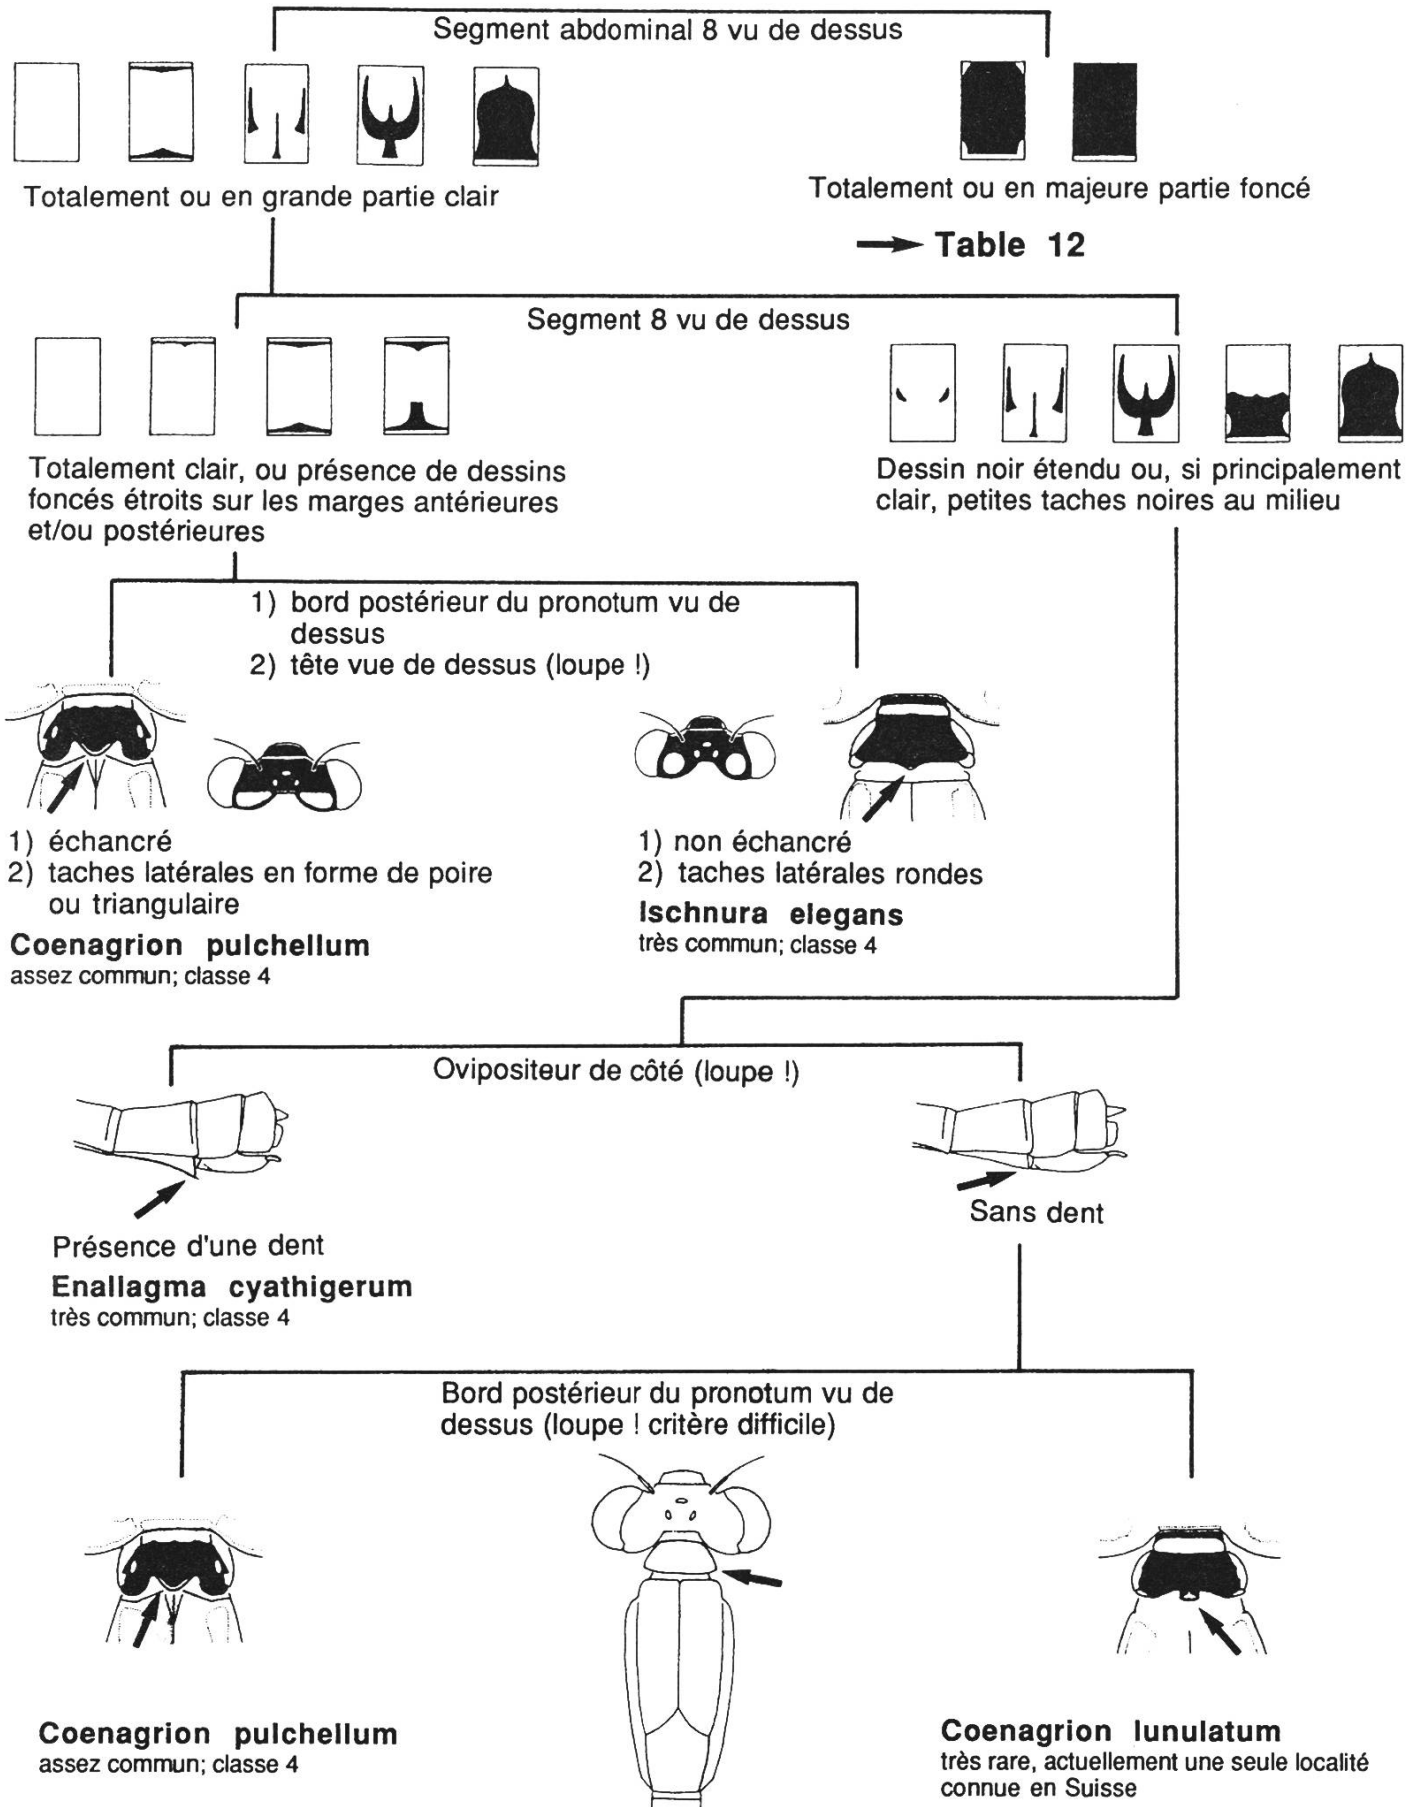 Segment abdominal 8 vu de dessus
Totalement ou en grande partie clair
Totalement ou en majeure partie foncé
Table 12
Segment 8 vu de dessus
Totalement clair, ou présence de dessins
foncés étroits sur les marges antérieures
et/ou postérieures
Dessin noir étendu ou, si principalement
clair, petites taches noires au milieu
1) bord postérieur du pronotum vu de
dessus
2) tête vue de dessus (loupe !)
1) échancré
2) taches latérales en forme de poire
ou triangulaire
Coenagrion pulchellum
assez commun; classe 4
1) non échancré
2) taches latérales rondes
Ischnura elegans
très commun; classe 4
Ovipositeur de côté (loupe !)
Présence d'une dent
Enallagma cyathigerum
très commun; classe 4
Sans dent
Bord postérieur du pronotum vu de
dessus (loupe ! critère difficile)
Coenagrion pulchellum
assez commun; classe 4
Coenagrion lunulatum
très rare, actuellement une seule localité
connue en Suisse